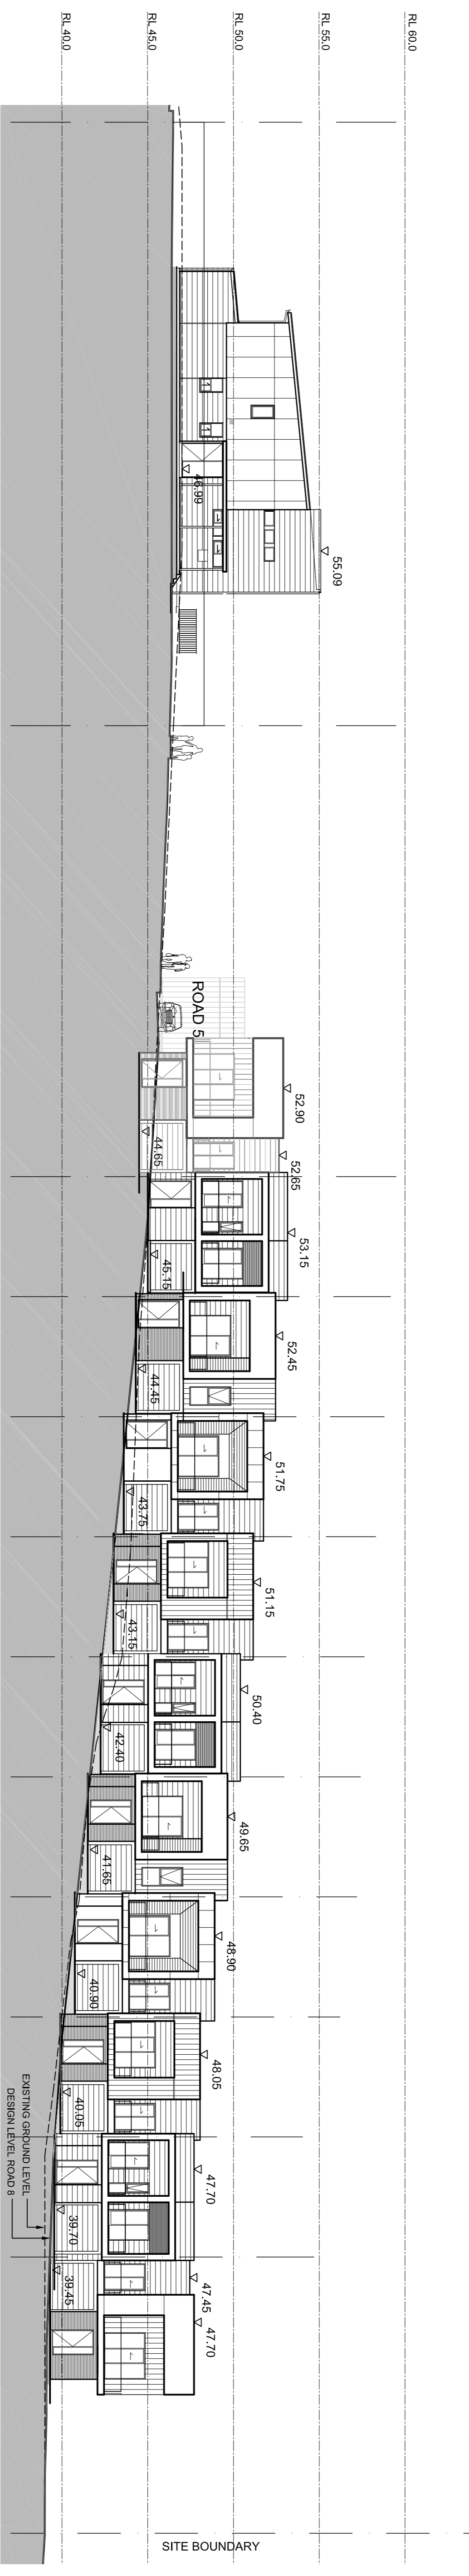 RL 60.0
RL 55.0
RL 50.0
RL 45.0
RL 40.0
55.09
46.99
ROAD 5
52.90
44.65
52.65
53.15
45.15
52.45
44.45
51.75
43.75
51.15
43.15
50.40
42.40
49.65
41.65
48.90
40.90
48.05
40.05
47.70
39.70
47.45
39.45
47.70
EXISTING GROUND LEVEL
DESIGN LEVEL ROAD 8
SITE BOUNDARY